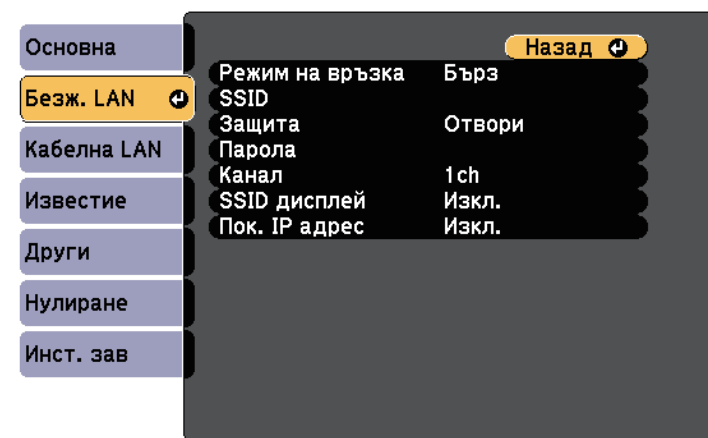 Основна
Безж. LAN
Кабелна LAN
Известие
Други
Нулиране
Инст. зав
Назад
Режим на връзка Бърз
SSID
Защита Отвори
Парола
Канал 1ch
SSID дисплей Изкл.
Пок. IP адрес Изкл.